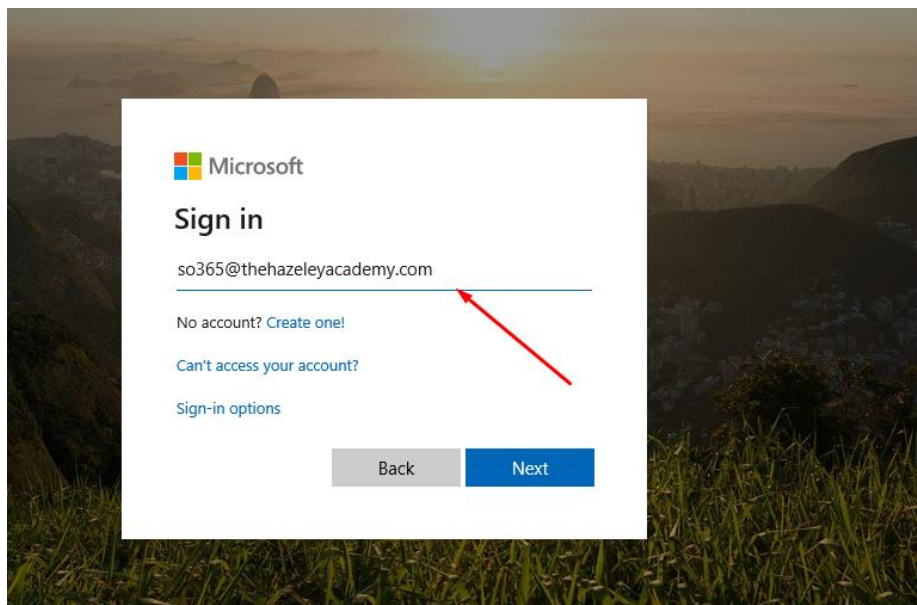 Microsoft
Sign in
so365@thehazeleyacademy.com
No account? Create one!
Can't access your account?
Sign-in options
Back
Next